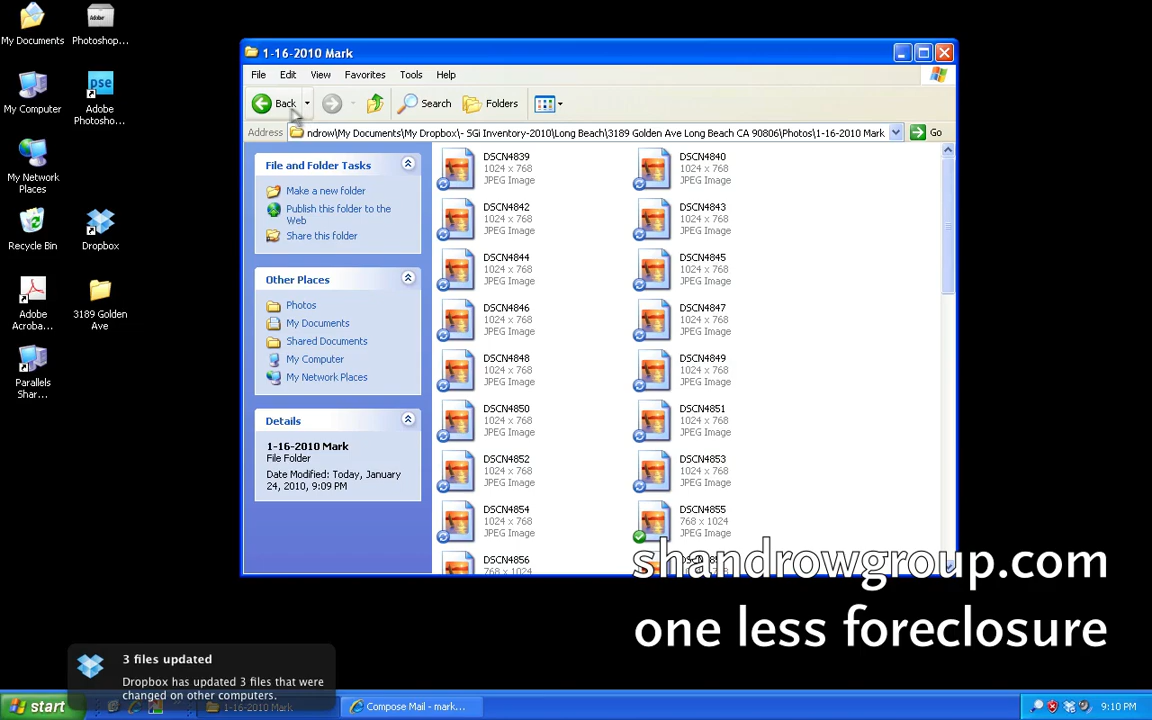 My Documents
Photoshop...
My Computer
Adobe
Photosho...
My Network
Places
Recycle Bin
Dropbox
Adobe
Acroba...
3189 Golden
Ave
Parallels
Shar...
1-16-2010 Mark
File Edit View Favorites Tools Help
Back Search Folders
Address ndrow\My Documents\My Dropbox\- SGi Inventory-2010\Long Beach\3189 Golden Ave Long Beach CA 90806\Photos\1-16-2010 Mark Go
File and Folder Tasks
Make a new folder
Publish this folder to the
Web
Share this folder
Other Places
Photos
My Documents
Shared Documents
My Computer
My Network Places
Details
1-16-2010 Mark
File Folder
Date Modified: Today, January
24, 2010, 9:09 PM
DSCN4839
1024 x 768
JPEG Image
DSCN4840
1024 x 768
JPEG Image
DSCN4842
1024 x 768
JPEG Image
DSCN4843
1024 x 768
JPEG Image
DSCN4844
1024 x 768
JPEG Image
DSCN4845
1024 x 768
JPEG Image
DSCN4846
1024 x 768
JPEG Image
DSCN4847
1024 x 768
JPEG Image
DSCN4848
1024 x 768
JPEG Image
DSCN4849
1024 x 768
JPEG Image
DSCN4850
1024 x 768
JPEG Image
DSCN4851
1024 x 768
JPEG Image
DSCN4852
1024 x 768
JPEG Image
DSCN4853
1024 x 768
JPEG Image
DSCN4854
1024 x 768
JPEG Image
DSCN4855
768 x 1024
JPEG Image
DSCN4856
768 x 1024
shandrowgroup.com
one less foreclosure
3 files updated
Dropbox has updated 3 files that were
changed on other computers.
start
1-16-2010 Mark
Compose Mail - mark...
9:10 PM